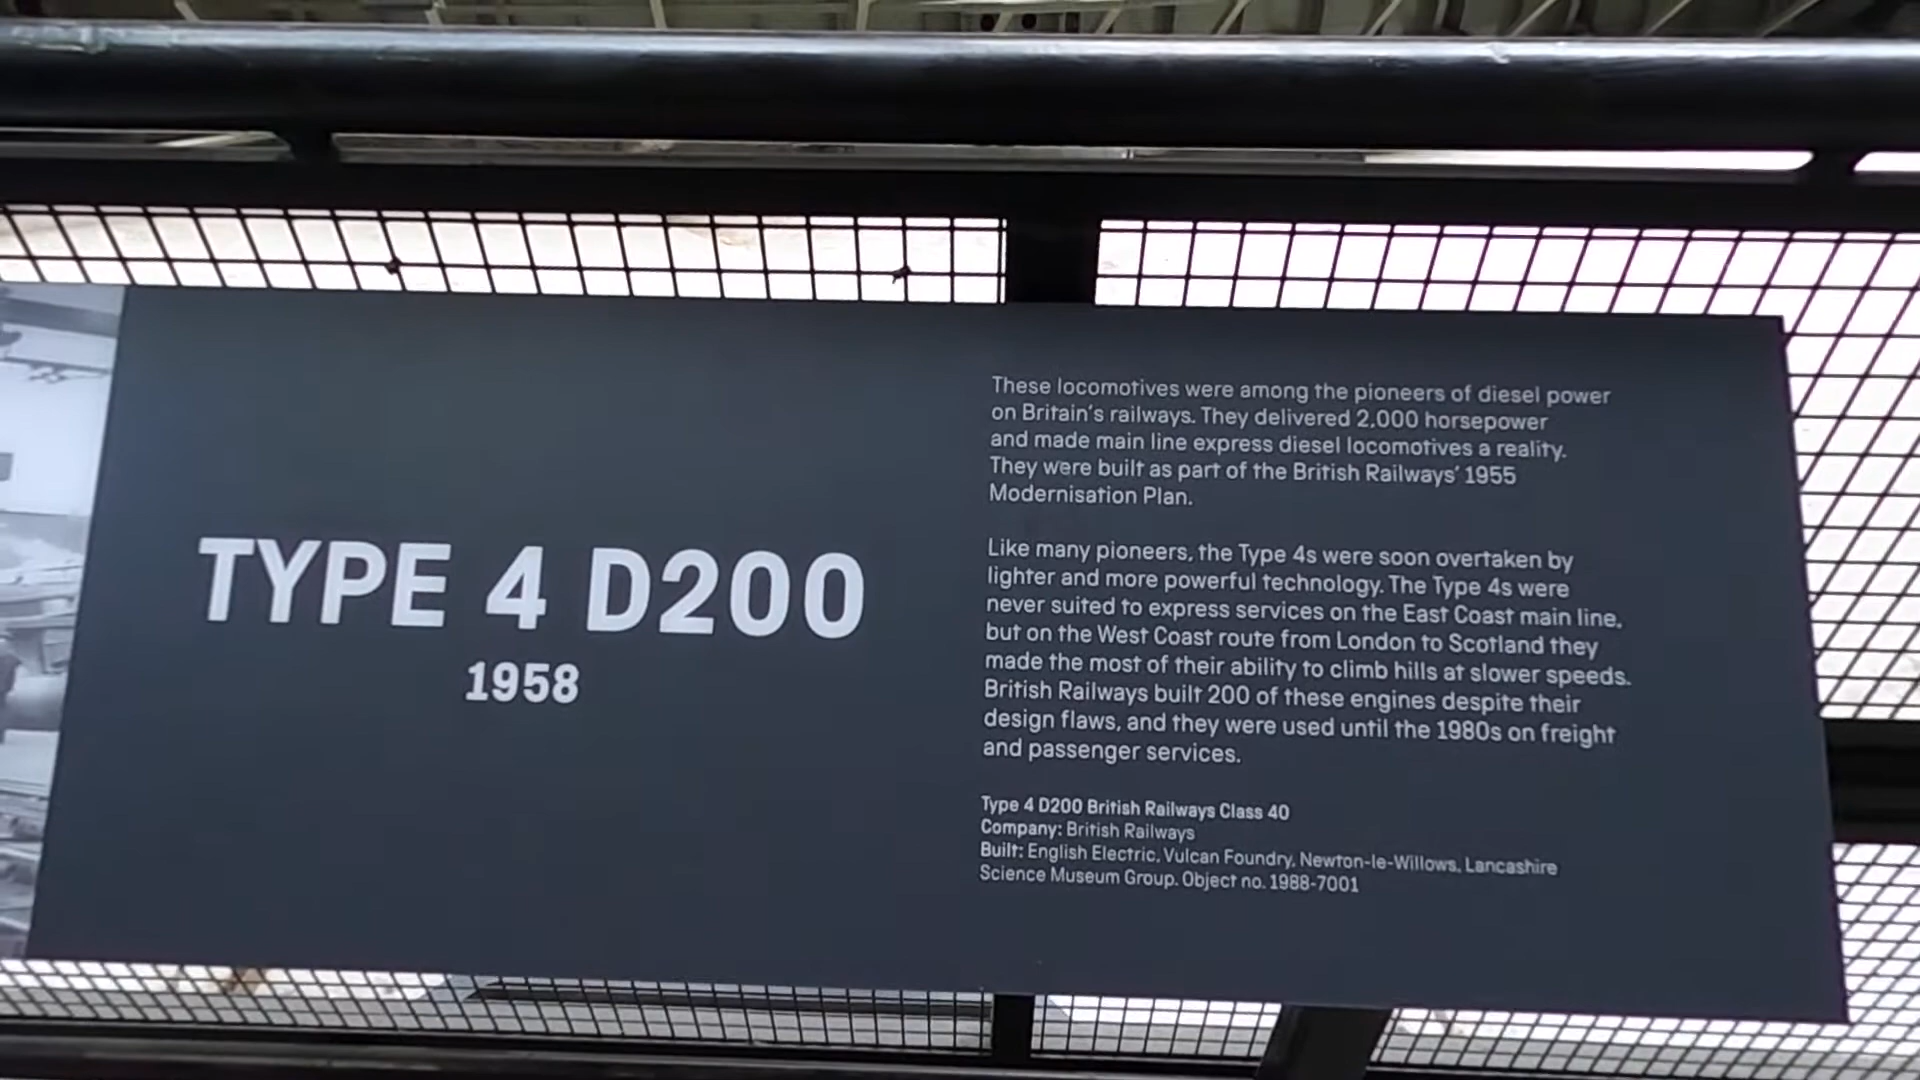 TYPE 4 D200
1958
These locomotives were among the pioneers of diesel power
on Britain's railways. They delivered 2,000 horsepower
and made main line express diesel locomotives a reality.
They were built as part of the British Railways' 1955
Modernisation Plan.
Like many pioneers, the Type 4s were soon overtaken by
lighter and more powerful technology. The Type 4s were
never suited to express services on the East Coast main line,
but on the West Coast route from London to Scotland they
made the most of their ability to climb hills at slower speeds.
British Railways built 200 of these engines despite their
design flaws, and they were used until the 1980s on freight
and passenger services.
Type 4 D200 British Railways Class 40
Company: British Railways
Built: English Electric, Vulcan Foundry, Newton-le-Willows, Lancashire
Science Museum Group. Object no. 1988-7001